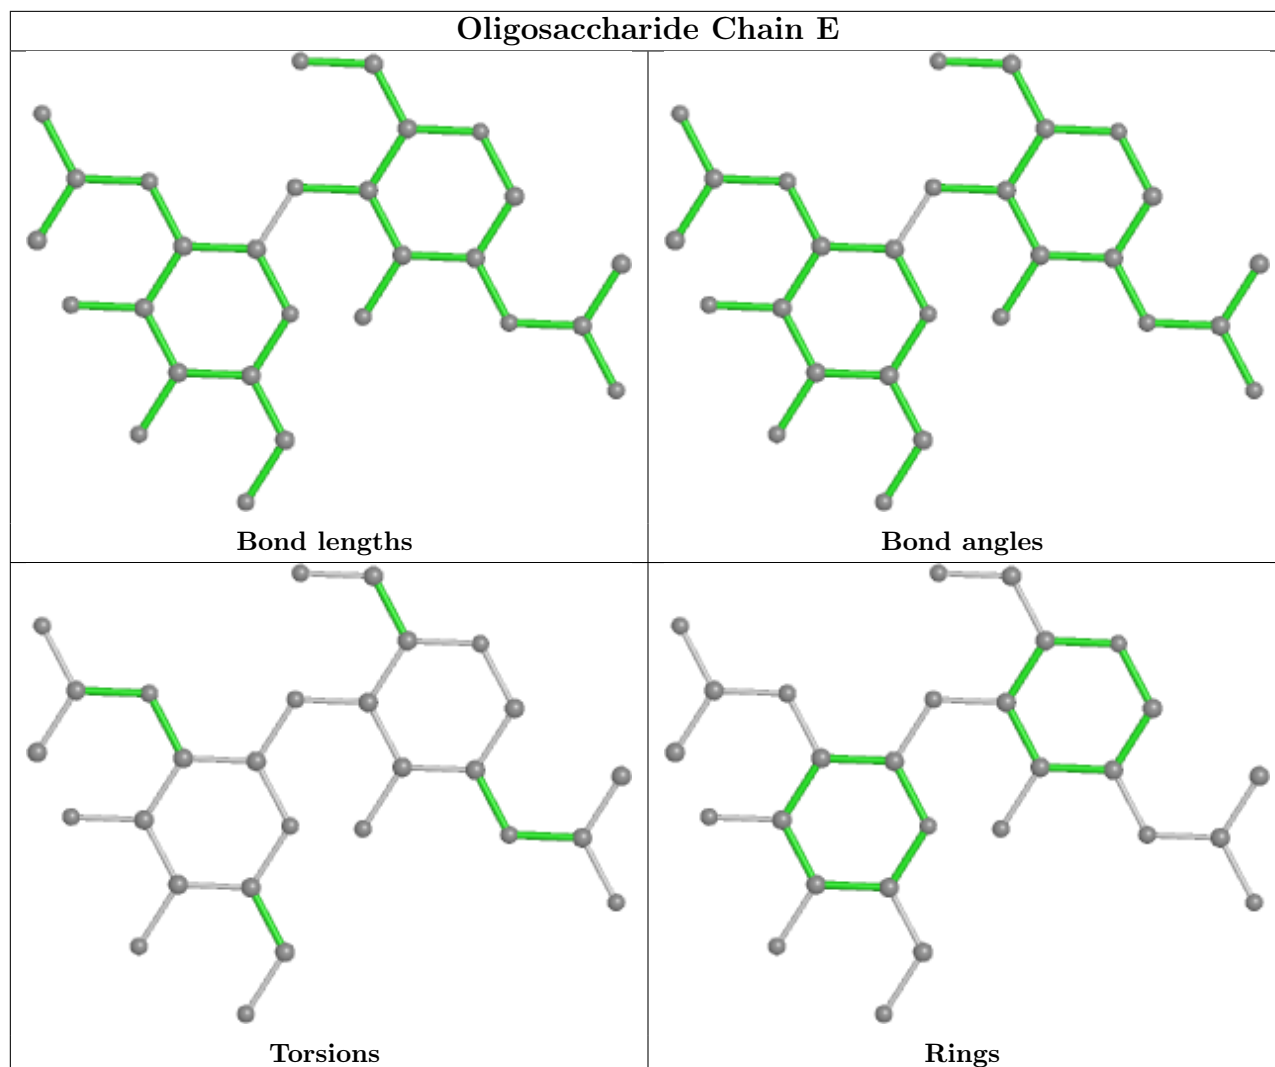 Oligosaccharide Chain E
Bond lengths
Bond angles
Torsions
Rings